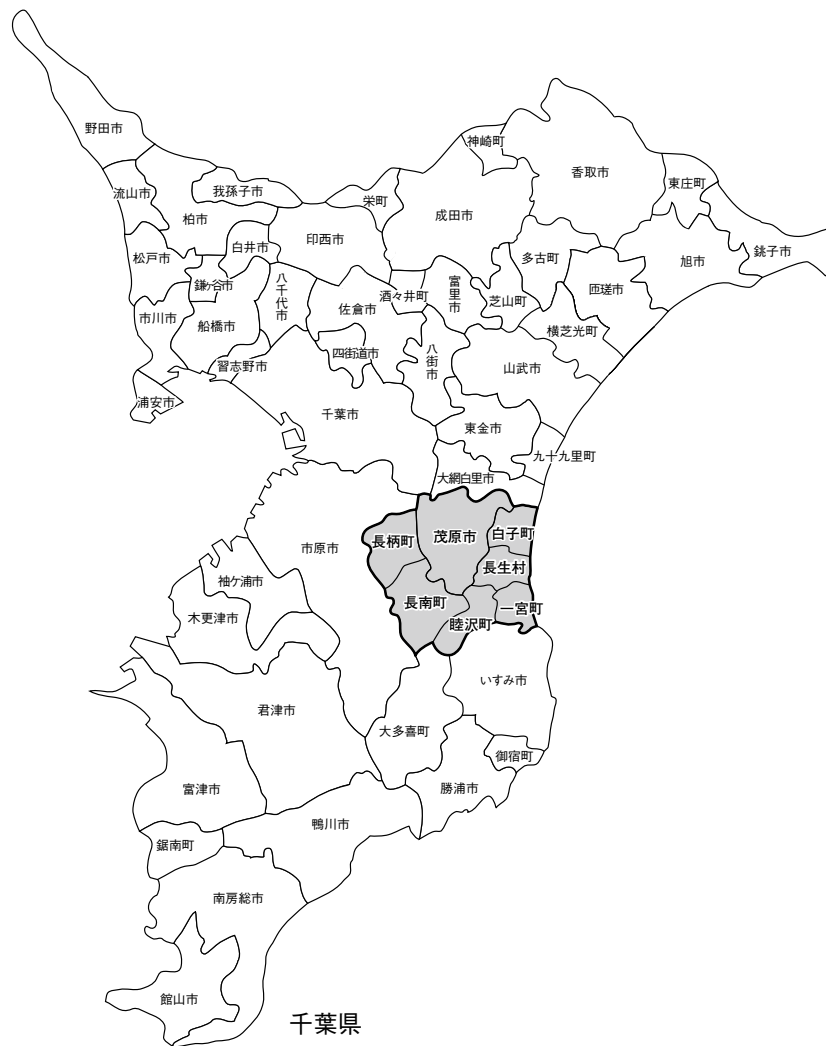 野田市
神崎町
香取市
流山市
我孫子市
栄町
東庄町
柏市
成田市
印西市
白井市
松戸市
多古町
旭市
銚子市
鎌ケ谷市
八千代市
酒々井町
富里市
芝山町
匝瑳市
市川市
船橋市
佐倉市
横芝光町
習志野市
四街道市
八街市
山武市
浦安市
千葉市
東金市
九十九里町
大網白里市
市原市
長柄町
茂原市
白子町
長生村
袖ケ浦市
長南町
一宮町
木更津市
睦沢町
いすみ市
君津市
大多喜町
御宿町
富津市
勝浦市
鴨川市
鋸南町
南房総市
館山市
千葉県